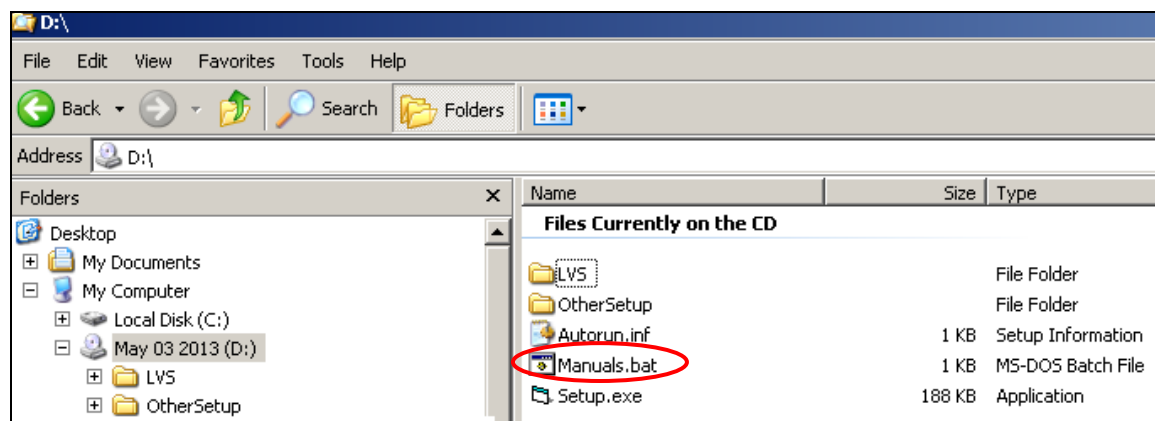 D:\
File Edit View Favorites Tools Help
Back Search Folders
Address D:\
Folders
Desktop
My Documents
My Computer
Local Disk (C:)
May 03 2013 (D:)
LVS
OtherSetup
Name Size Type
Files Currently on the CD
LVS File Folder
OtherSetup File Folder
Autorun.inf 1 KB Setup Information
Manuals.bat 1 KB MS-DOS Batch File
Setup.exe 188 KB Application